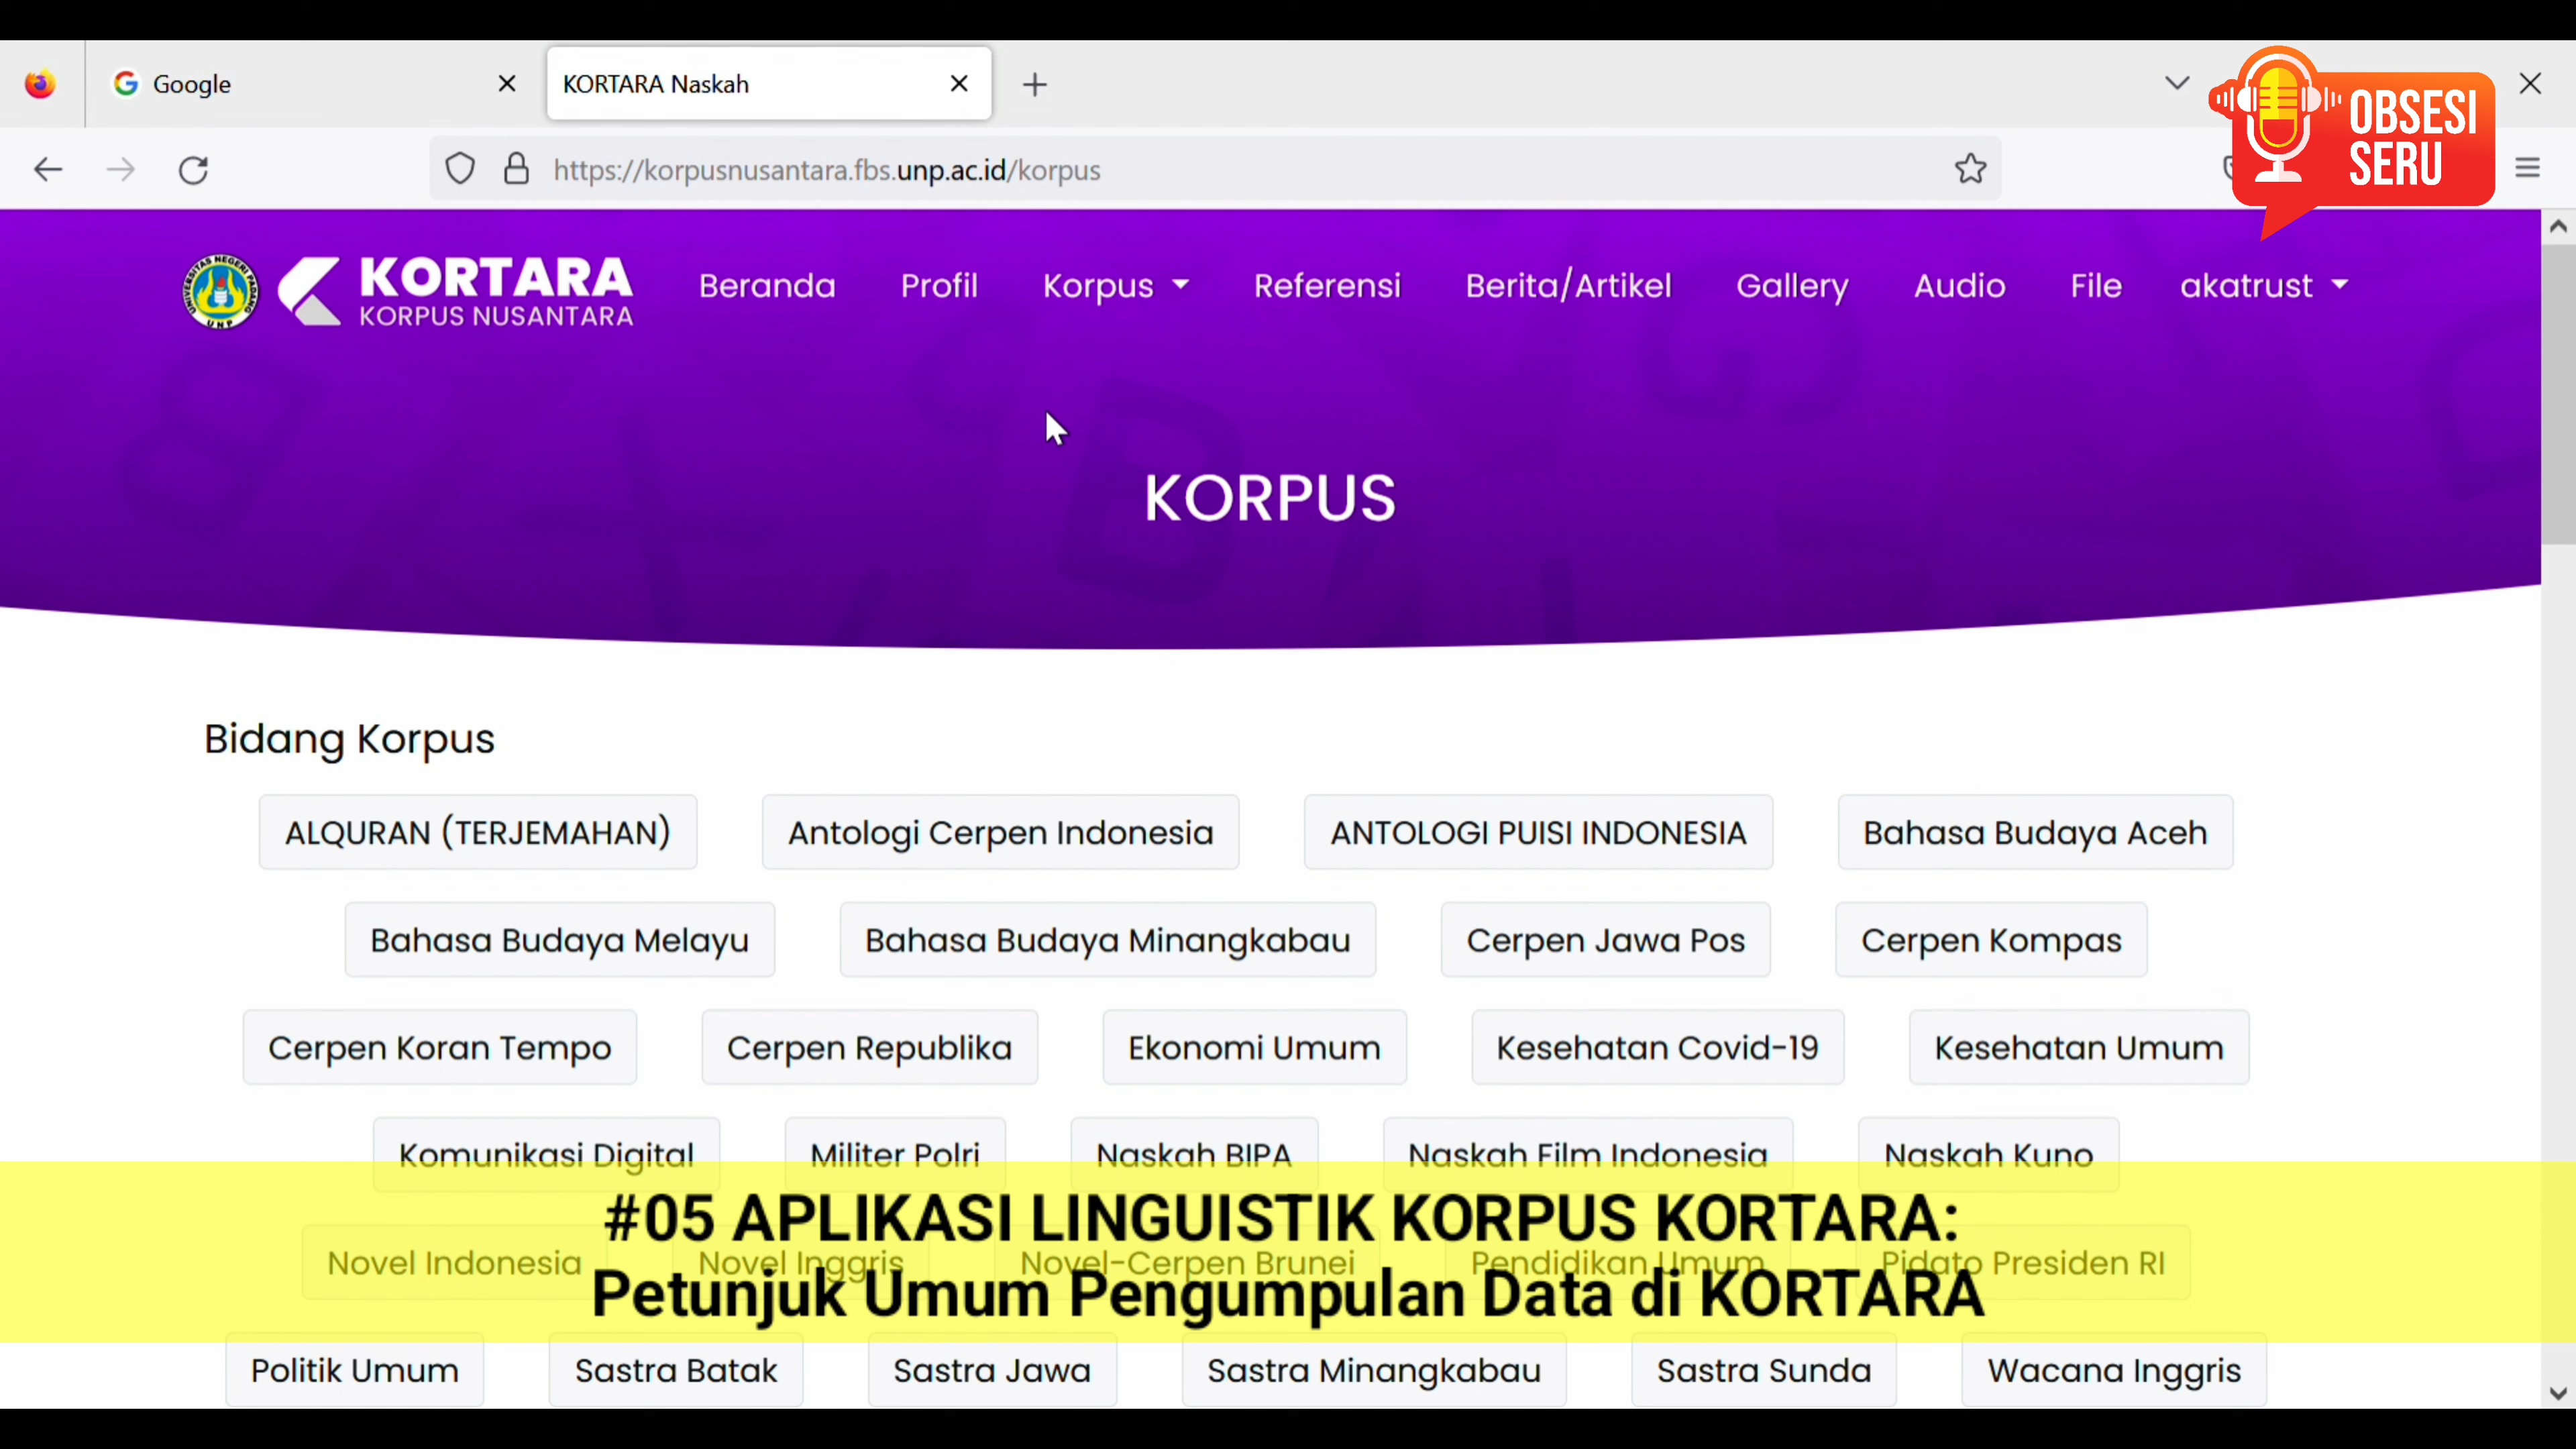 Google
KORTARA Naskah
OBSESI
SERU
https://korpusnusantara.fbs.unp.ac.id/korpus
UNIVERSITAS NEGERI PADANG
UNP
KORTARA
KORPUS NUSANTARA
Beranda Profil Korpus Referensi Berita/Artikel Gallery Audio File akatrust
KORPUS
Bidang Korpus
ALQURAN (TERJEMAHAN) Antologi Cerpen Indonesia ANTOLOGI PUISI INDONESIA Bahasa Budaya Aceh
Bahasa Budaya Melayu Bahasa Budaya Minangkabau Cerpen Jawa Pos Cerpen Kompas
Cerpen Koran Tempo Cerpen Republika Ekonomi Umum Kesehatan Covid-19 Kesehatan Umum
Komunikasi Digital Militer Polri Naskah BIPA Naskah Film Indonesia Naskah Kuno
#05 APLIKASI LINGUISTIK KORPUS KORTARA:
Novel Indonesia Novel Inggris Novel-Cerpen Brunei Pendidikan Umum Pidato Presiden RI
Petunjuk Umum Pengumpulan Data di KORTARA
Politik Umum Sastra Batak Sastra Jawa Sastra Minangkabau Sastra Sunda Wacana Inggris